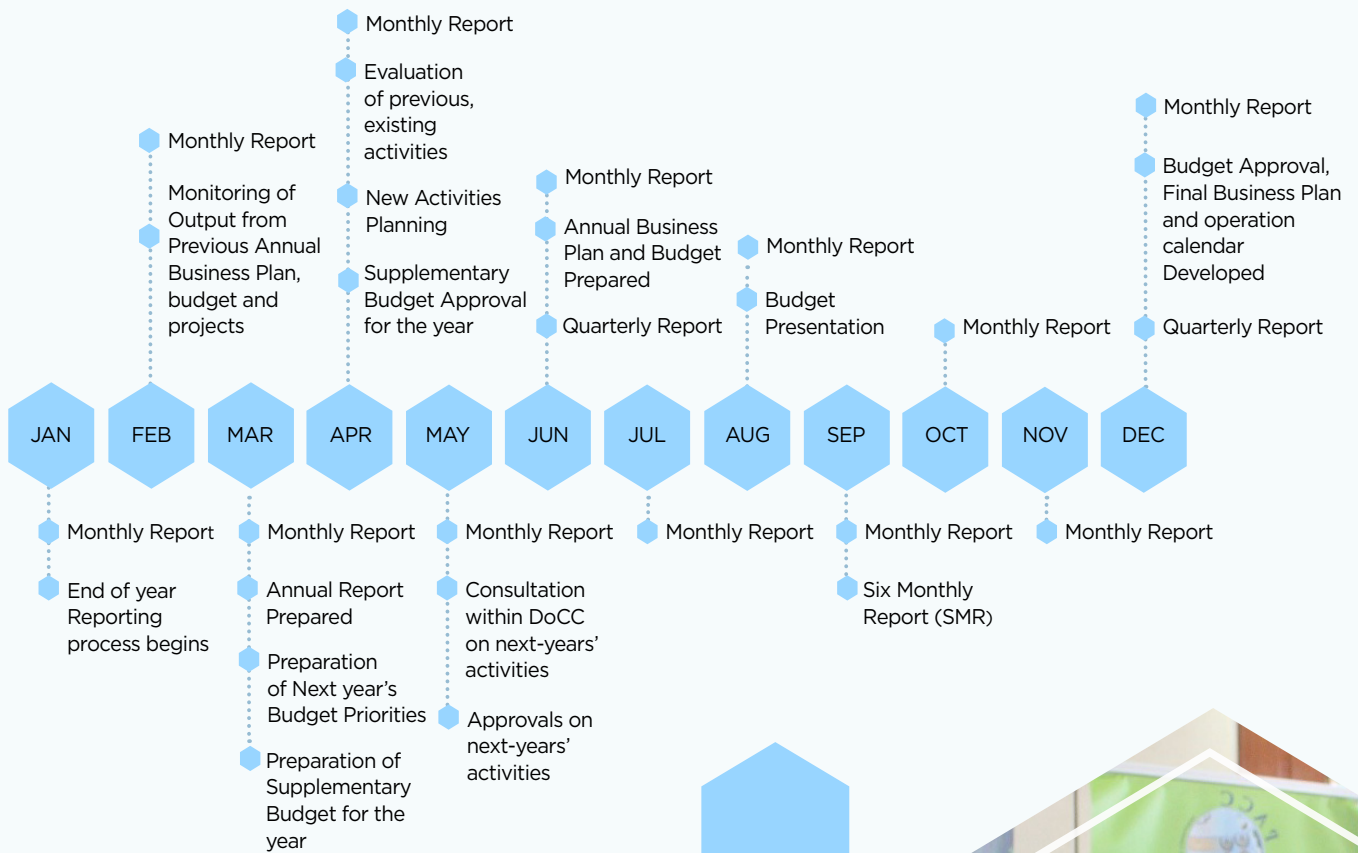 Monthly Report
Evaluation
of previous,
existing
activities
New Activities
Planning
Supplementary
Budget Approval
for the year
Monthly Report
Monitoring of
Output from
Previous Annual
Business Plan,
budget and
projects
Monthly Report
Annual Business
Plan and Budget
Prepared
Quarterly Report
Monthly Report
Budget
Presentation
Monthly Report
Monthly Report
Budget Approval,
Final Business Plan
and operation
calendar
Developed
Quarterly Report
JAN
FEB
MAR
APR
MAY
JUN
JUL
AUG
SEP
OCT
NOV
DEC
Monthly Report
End of year
Reporting
process begins
Monthly Report
Annual Report
Prepared
Preparation
of Next year's
Budget Priorities
Preparation of
Supplementary
Budget for the
year
Monthly Report
Consultation
within DoCC
on next-years'
activities
Approvals on
next-years'
activities
Monthly Report
Monthly Report
Six Monthly
Report (SMR)
Monthly Report